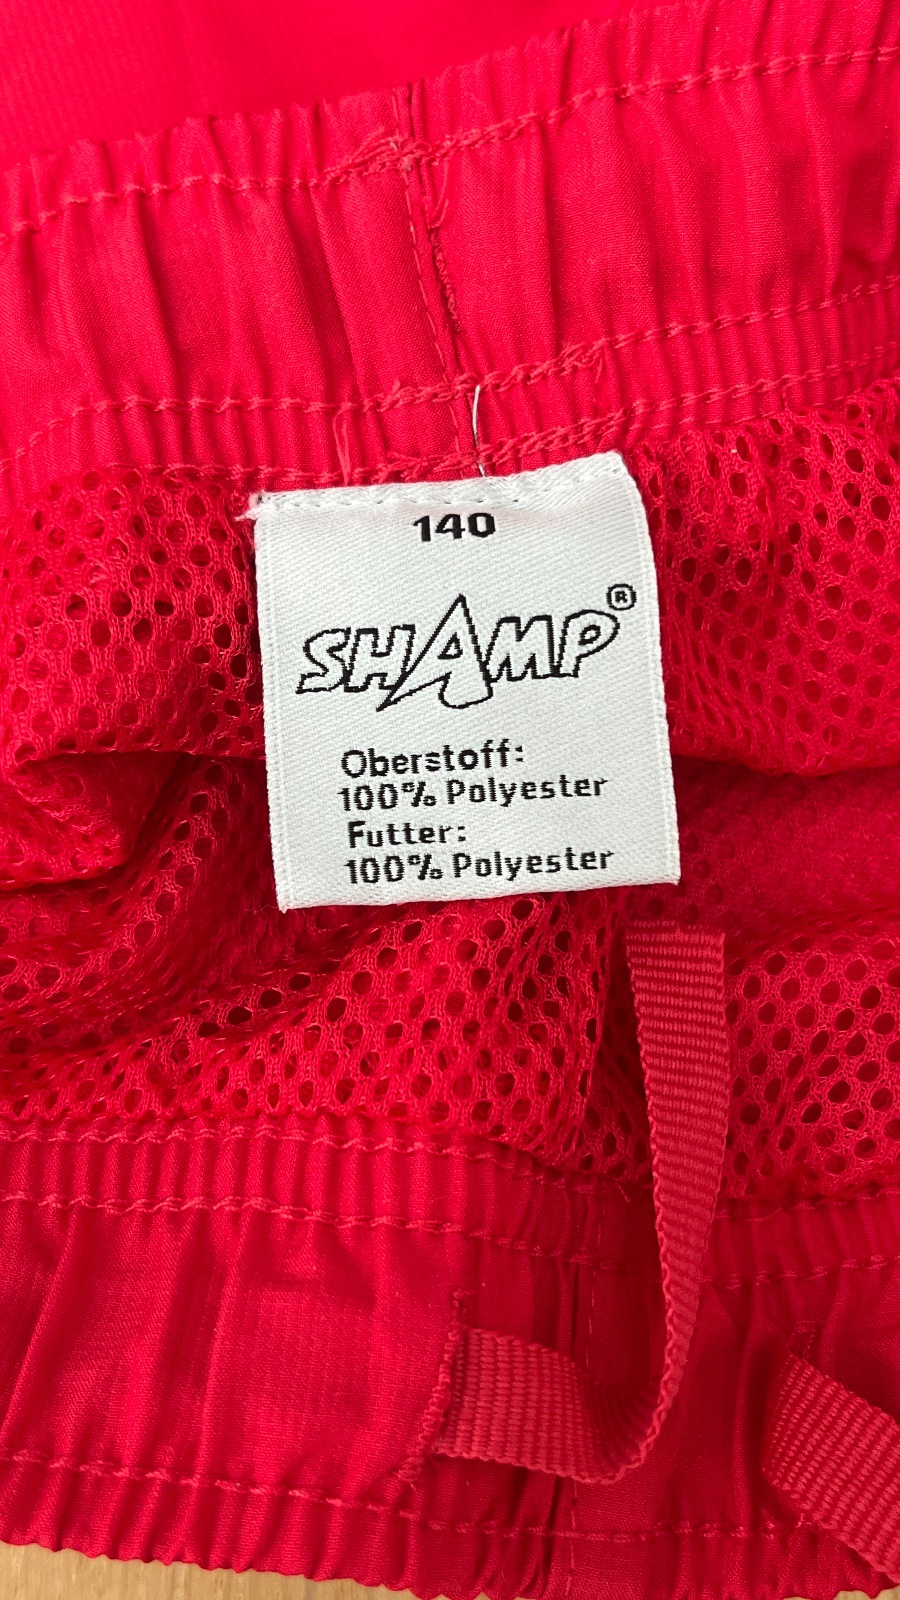 140
SHAMP®
Oberstoff:
100% Polyester
Futter:
100% Polyester